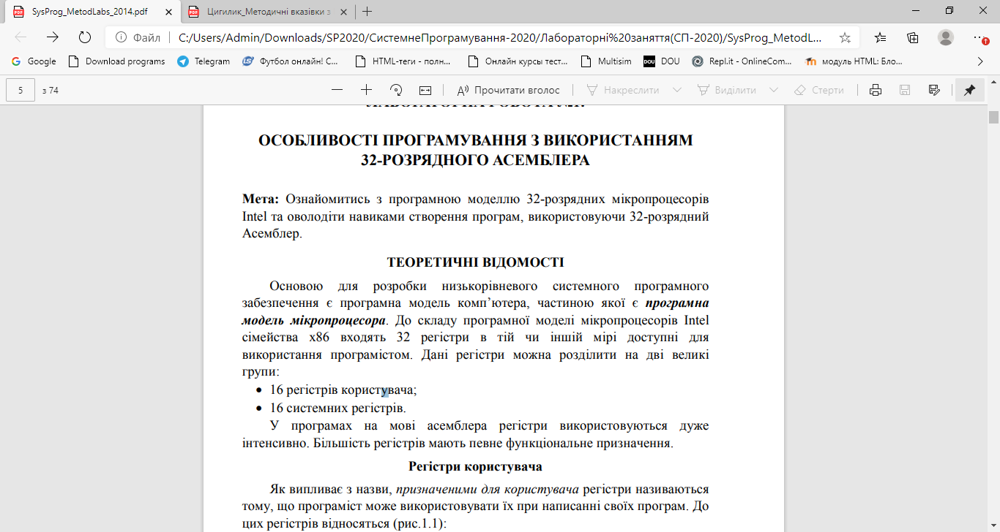 SysProg_MetodLabs_2014.pdf
Цигилик_Методичні вказівки з
Файл
C:/Users/Admin/Downloads/SP2020/СистемнеПрограмування-2020/Лабораторні%20заняття(СП-2020)/SysProg_MetodL...
Google
Download programs
Telegram
Футбол онлайн! С...
HTML-теги - полн...
Онлайн курсы тест...
Multisim
DOU
DOU
Repl.it - OnlineCom...
модуль HTML: Бло...
5 з 74
Прочитати вголос
Накреслити
Виділити
Стерти
ЛАБОРАТОРНА РОБОТА №1.
ОСОБЛИВОСТІ ПРОГРАМУВАННЯ З ВИКОРИСТАННЯМ
32-РОЗРЯДНОГО АСЕМБЛЕРА
Мета: Ознайомитись з програмною моделлю 32-розрядних мікропроцесорів
Intel та оволодіти навиками створення програм, використовуючи 32-розрядний
Асемблер.
ТЕОРЕТИЧНІ ВІДОМОСТІ
Основою для розробки низькорівневого системного програмного
забезпечення є програмна модель комп’ютера, частиною якої є програмна
модель мікропроцесора. До складу програмної моделі мікропроцесорів Intel
сімейства x86 входять 32 регістри в тій чи іншій мірі доступні для
використання програмістом. Дані регістри можна розділити на дві великі
групи:
• 16 регістрів користувача;
• 16 системних регістрів.
У програмах на мові асемблера регістри використовуються дуже
інтенсивно. Більшість регістрів мають певне функціональне призначення.
Регістри користувача
Як випливає з назви, призначеними для користувача регістри називаються
тому, що програміст може використовувати їх при написанні своїх програм. До
цих регістрів відносяться (рис.1.1):